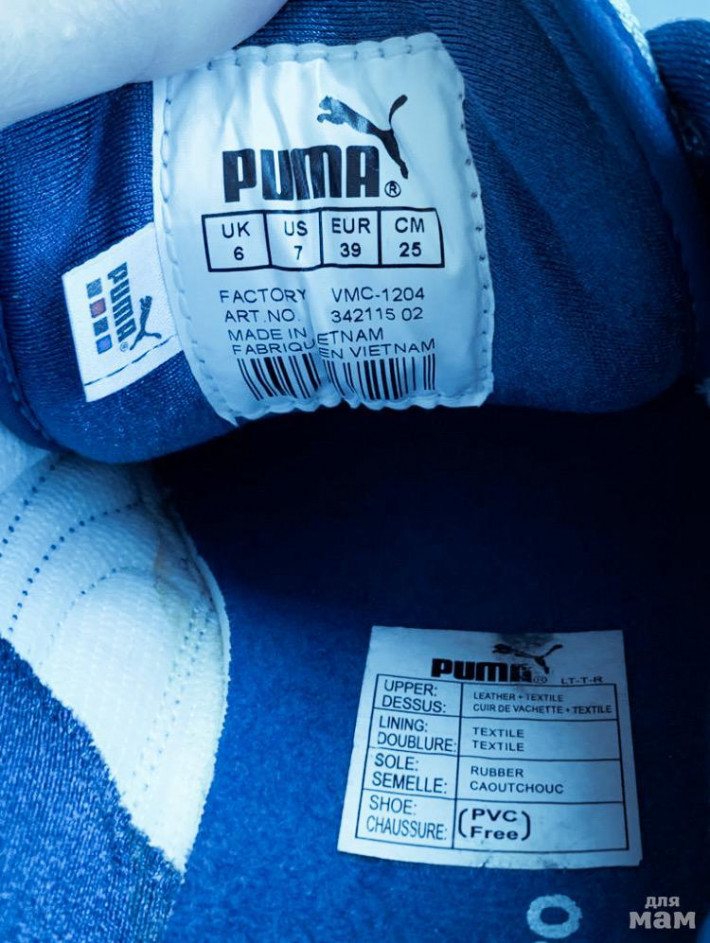 PUMA®
UK US EUR CM
6 7 39 25
FACTORY VMC-1204
ART.NO. 342115 02
MADE IN ETNAM
FABRIQU EN VIETNAM
PUMA
PUMA
LT-T-R
UPPER: LEATHER + TEXTILE
DESSUS: CUIR DE VACHETTE + TEXTILE
LINING: TEXTILE
DOUBLURE: TEXTILE
SOLE: RUBBER
SEMELLE: CAOUTCHOUC
SHOE: (PVC
CHAUSSURE: Free)
для
мам